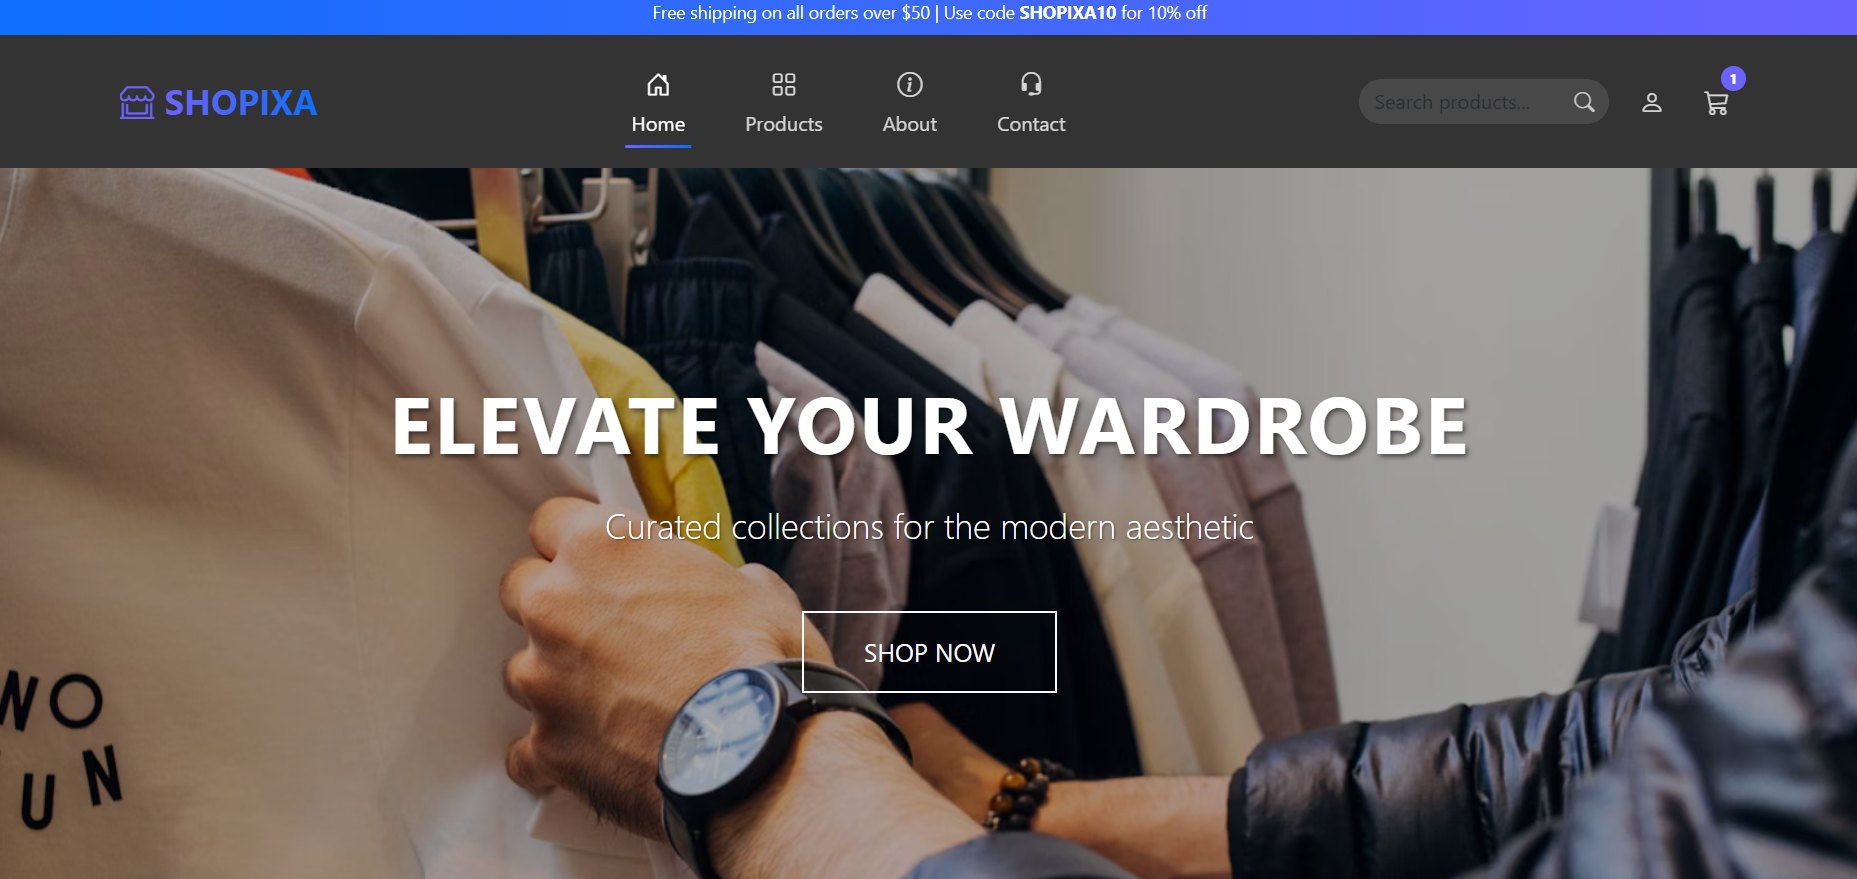 Free shipping on all orders over $50 | Use code SHOPIXA10 for 10% off
SHOPIXA
Home
Products
About
Contact
Search products...
1
ELEVATE YOUR WARDROBE
Curated collections for the modern aesthetic
SHOP NOW
WO
UN